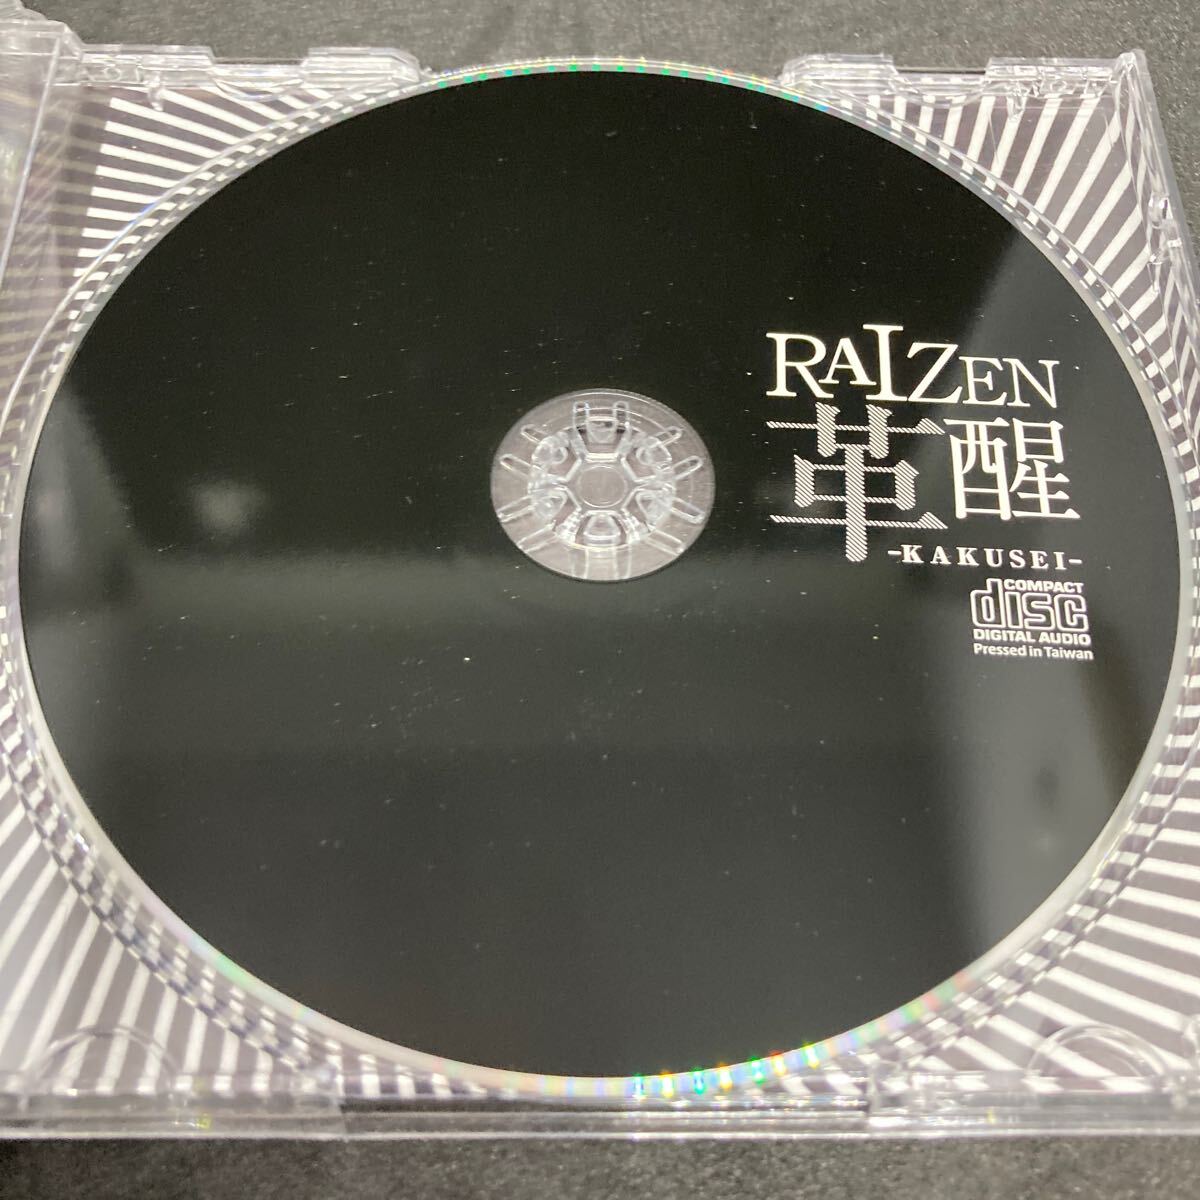 RAIZEN
革醒
-KAKUSEI-
COMPACT
disc
DIGITAL AUDIO
Pressed in Taiwan